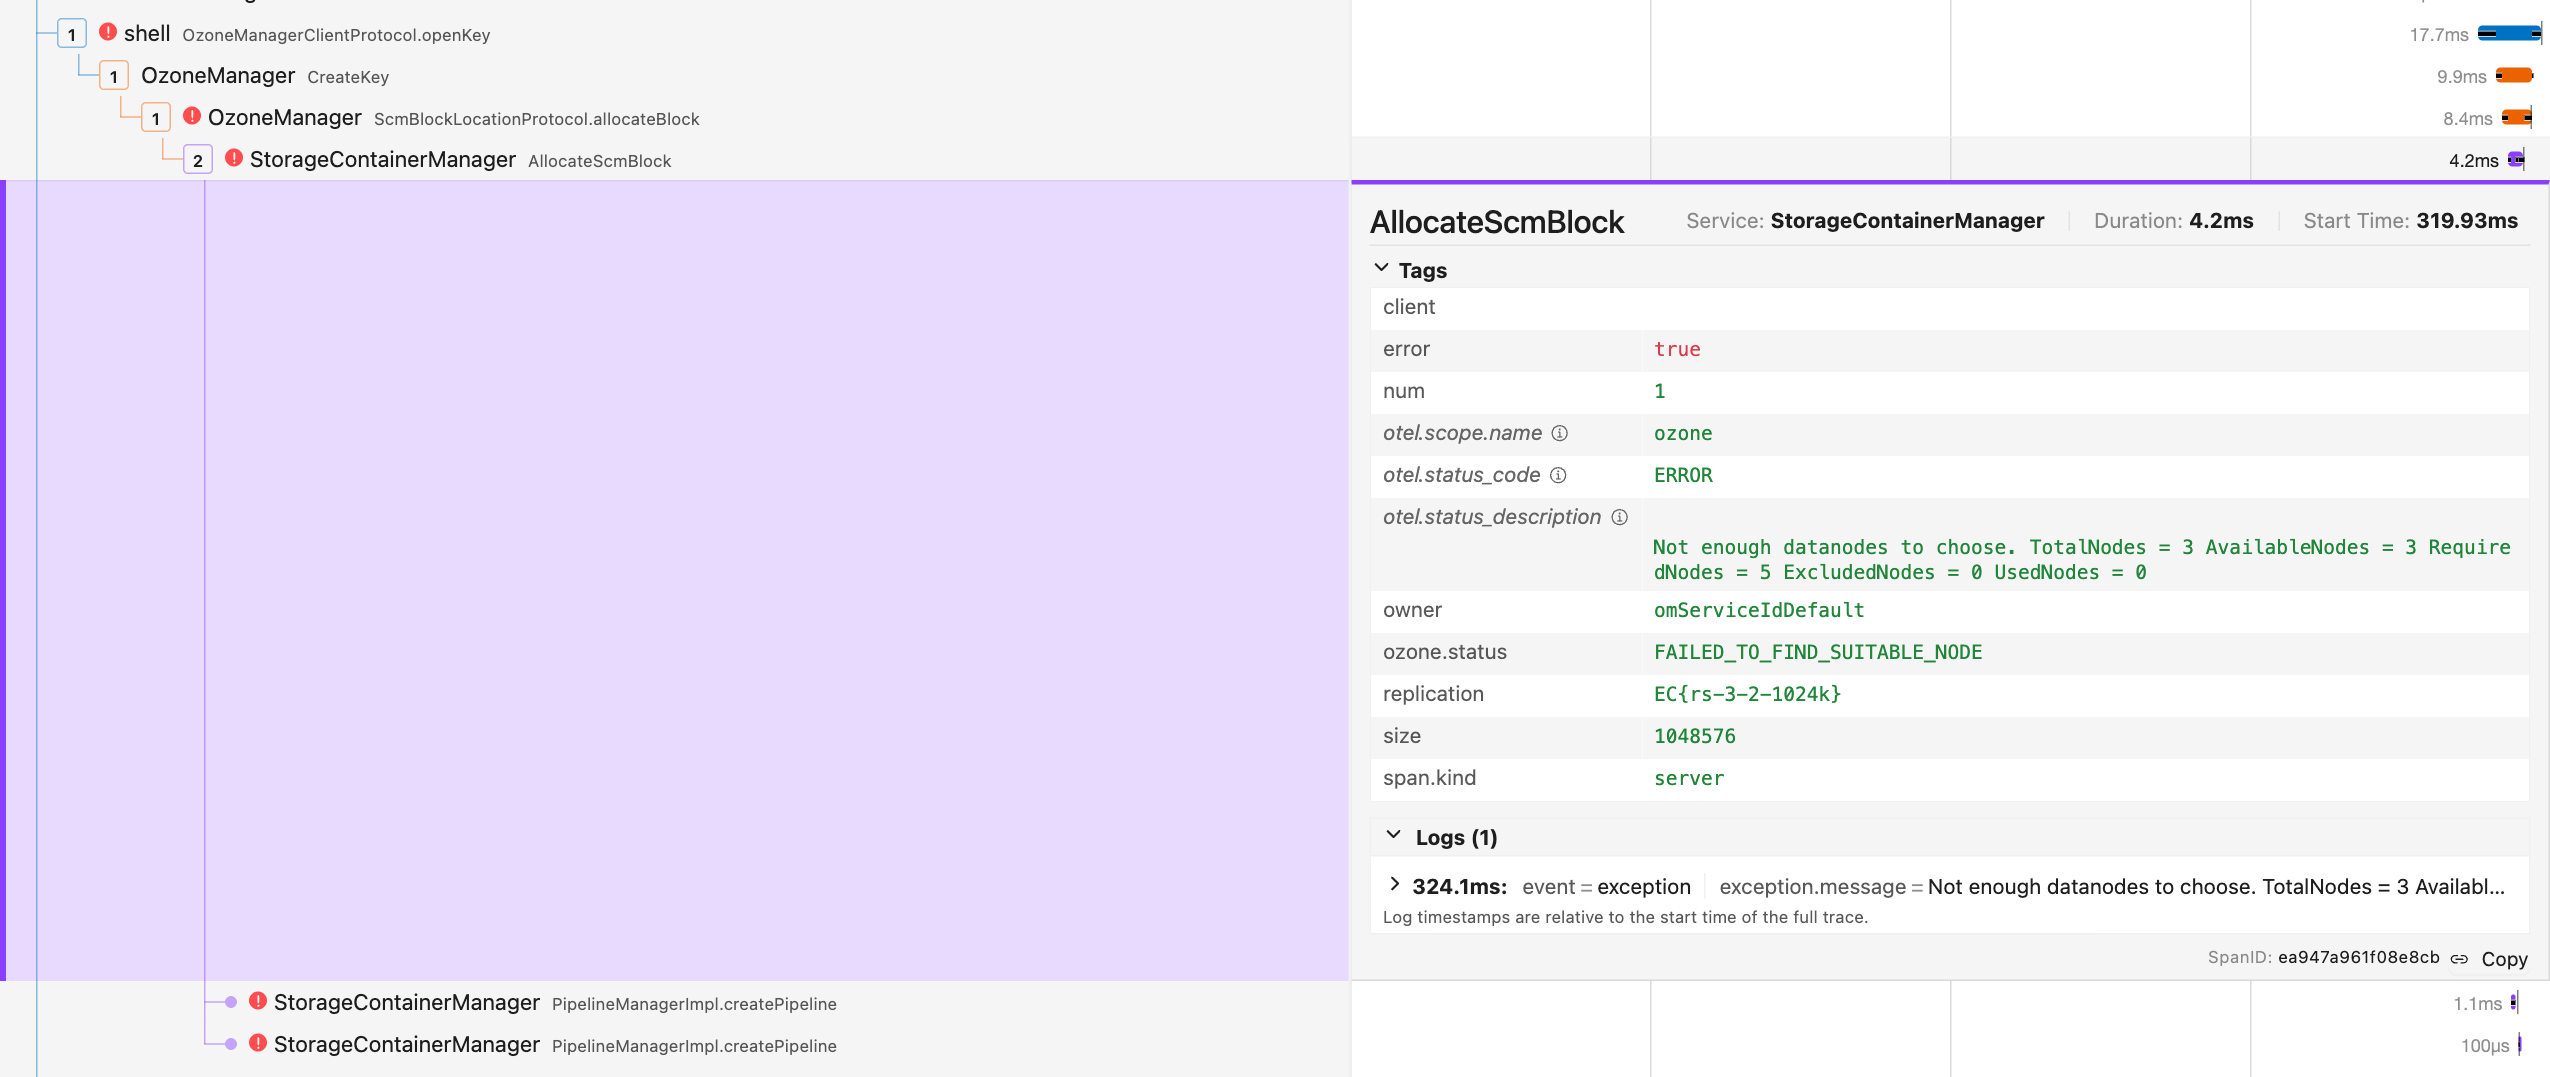 1 shell OzoneManagerClientProtocol.openKey 17.7ms
1 OzoneManager CreateKey 9.9ms
1 OzoneManager ScmBlockLocationProtocol.allocateBlock 8.4ms
2 StorageContainerManager AllocateScmBlock 4.2ms
AllocateScmBlock Service: StorageContainerManager Duration: 4.2ms Start Time: 319.93ms
Tags
client
error true
num 1
otel.scope.name ozone
otel.status_code ERROR
otel.status_description
Not enough datanodes to choose. TotalNodes = 3 AvailableNodes = 3 Require
dNodes = 5 ExcludedNodes = 0 UsedNodes = 0
owner omServiceIdDefault
ozone.status FAILED_TO_FIND_SUITABLE_NODE
replication EC{rs-3-2-1024k}
size 1048576
span.kind server
Logs (1)
324.1ms: event = exception exception.message = Not enough datanodes to choose. TotalNodes = 3 Availabl...
Log timestamps are relative to the start time of the full trace.
SpanID: ea947a961f08e8cb Copy
StorageContainerManager PipelineManagerImpl.createPipeline 1.1ms
StorageContainerManager PipelineManagerImpl.createPipeline 100μs